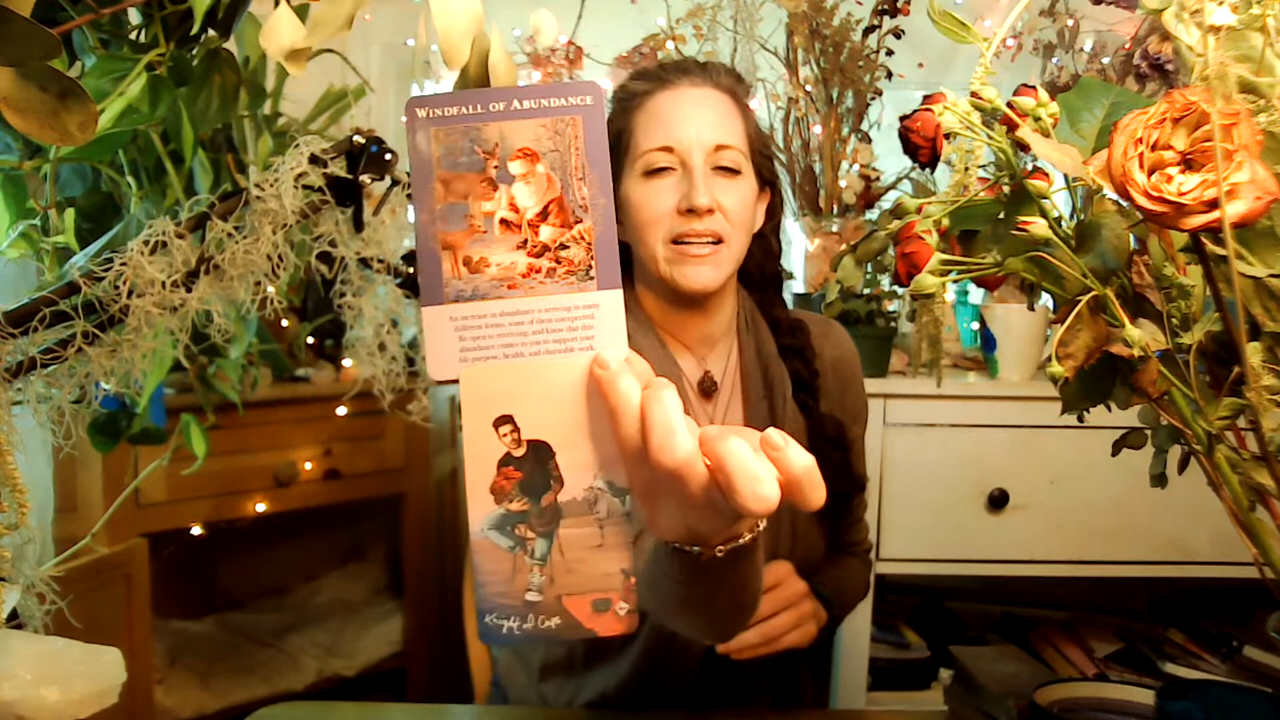 WINDFALL OF ABUNDANCE
An increase in abundance is arriving in many
different forms, some of them unexpected.
Be open to receiving, and know that this
abundance comes to you to support your
life purpose, health, and charitable work.
Knight of Cups